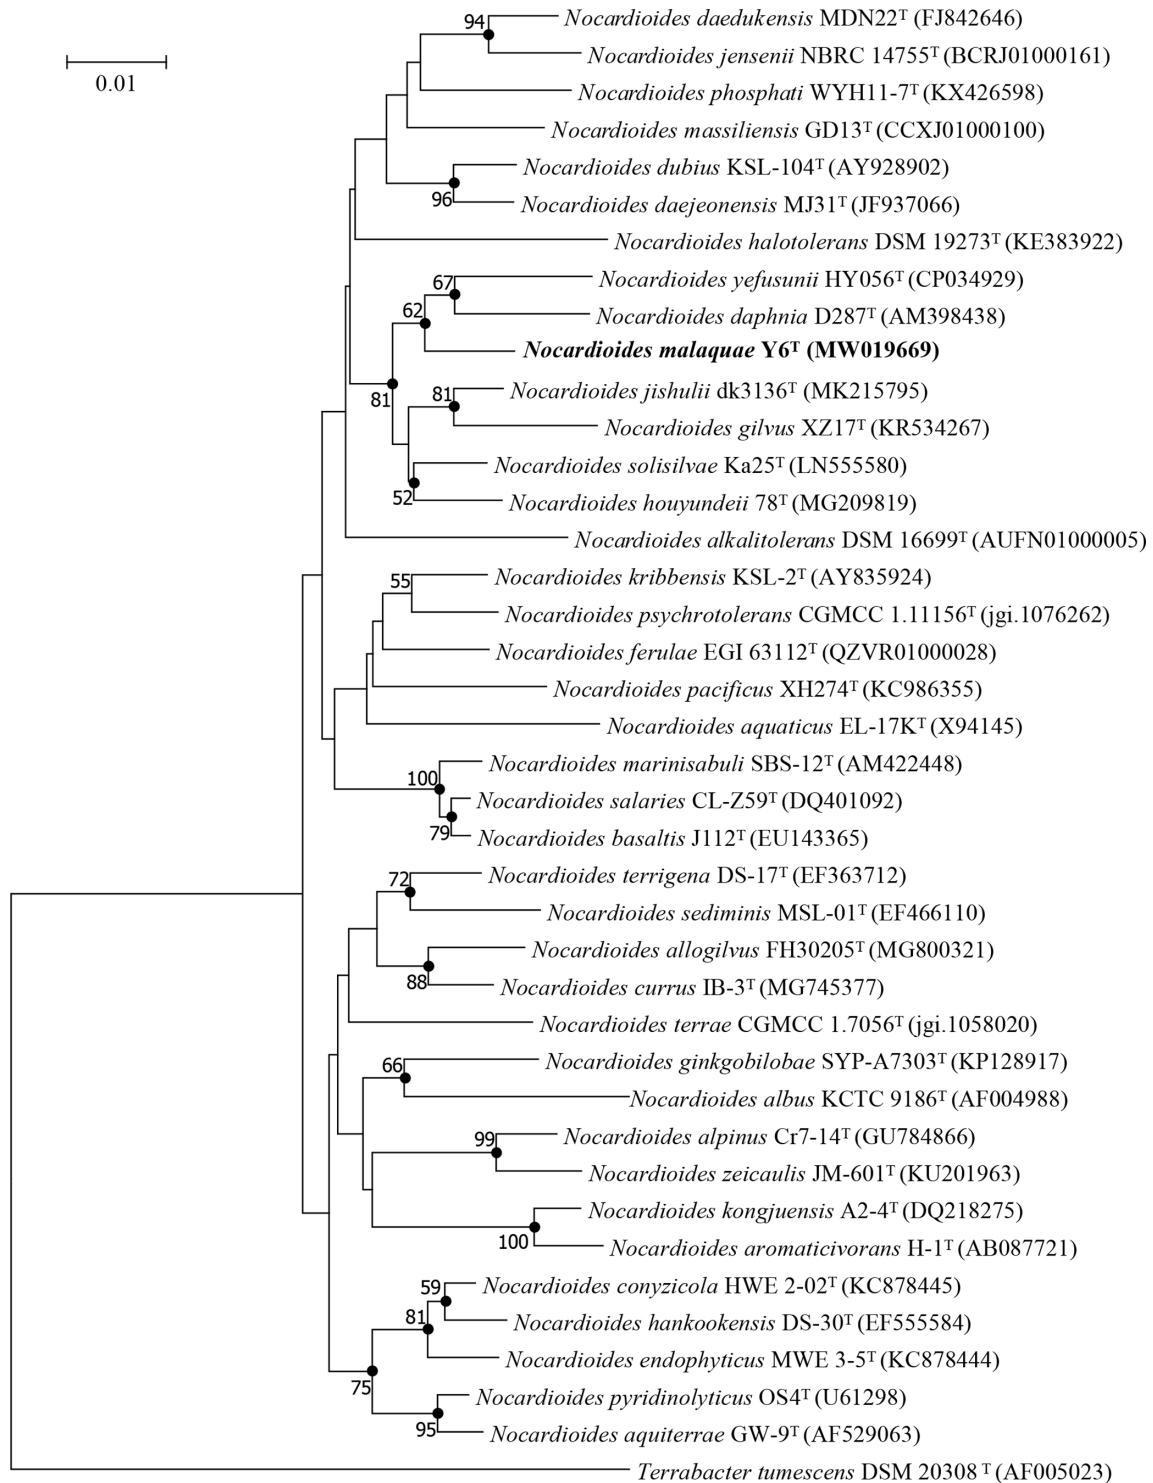 94
Nocardioides daedukensis MDN22ᵀ (FJ842646)
Nocardioides jensenii NBRC 14755ᵀ (BCRJ01000161)
0.01
Nocardioides phosphati WYH11-7ᵀ (KX426598)
Nocardioides massiliensis GD13ᵀ (CCXJ01000100)
Nocardioides dubius KSL-104ᵀ (AY928902)
96
Nocardioides daejeonensis MJ31ᵀ (JF937066)
Nocardioides halotolerans DSM 19273ᵀ (KE383922)
67
Nocardioides yefusunii HY056ᵀ (CP034929)
62
Nocardioides daphnia D287ᵀ (AM398438)
Nocardioides malaquae Y6ᵀ (MW019669)
81
81
Nocardioides jishulii dk3136ᵀ (MK215795)
Nocardioides gilvus XZ17ᵀ (KR534267)
Nocardioides solisilvae Ka25ᵀ (LN555580)
52
Nocardioides houyundeii 78ᵀ (MG209819)
Nocardioides alkalitolerans DSM 16699ᵀ (AUFN01000005)
55
Nocardioides kribbensis KSL-2ᵀ (AY835924)
Nocardioides psychrotolerans CGMCC 1.11156ᵀ (jgi.1076262)
Nocardioides ferulae EGI 63112ᵀ (QZVR01000028)
Nocardioides pacificus XH274ᵀ (KC986355)
Nocardioides aquaticus EL-17Kᵀ (X94145)
100
Nocardioides marinisabuli SBS-12ᵀ (AM422448)
Nocardioides salaries CL-Z59ᵀ (DQ401092)
79
Nocardioides basaltis J112ᵀ (EU143365)
72
Nocardioides terrigena DS-17ᵀ (EF363712)
Nocardioides sediminis MSL-01ᵀ (EF466110)
Nocardioides allogilvus FH30205ᵀ (MG800321)
88
Nocardioides currus IB-3ᵀ (MG745377)
Nocardioides terrae CGMCC 1.7056ᵀ (jgi.1058020)
66
Nocardioides ginkgobilobae SYP-A7303ᵀ (KP128917)
Nocardioides albus KCTC 9186ᵀ (AF004988)
99
Nocardioides alpinus Cr7-14ᵀ (GU784866)
Nocardioides zeicaulis JM-601ᵀ (KU201963)
Nocardioides kongjuensis A2-4ᵀ (DQ218275)
100
Nocardioides aromaticivorans H-1ᵀ (AB087721)
59
Nocardioides conyzicola HWE 2-02ᵀ (KC878445)
81
Nocardioides hankookensis DS-30ᵀ (EF555584)
Nocardioides endophyticus MWE 3-5ᵀ (KC878444)
75
Nocardioides pyridinolyticus OS4ᵀ (U61298)
95
Nocardioides aquiterrae GW-9ᵀ (AF529063)
Terrabacter tumescens DSM 20308 ᵀ (AF005023)